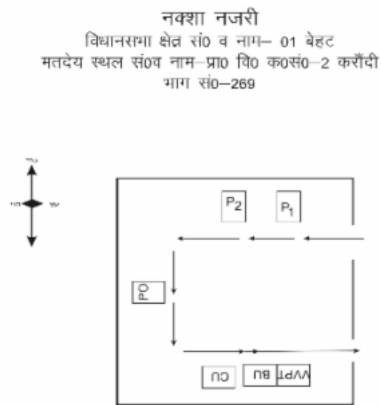 नक्शा नजरी
विधानसभा क्षेत्र सं0 व नाम– 01 बेहट
मतदेय स्थल सं0व नाम–प्रा0 वि0 क0सं0–2 करौंदी
भाग सं0–269
P2 P1
PO
CU BU VVPT